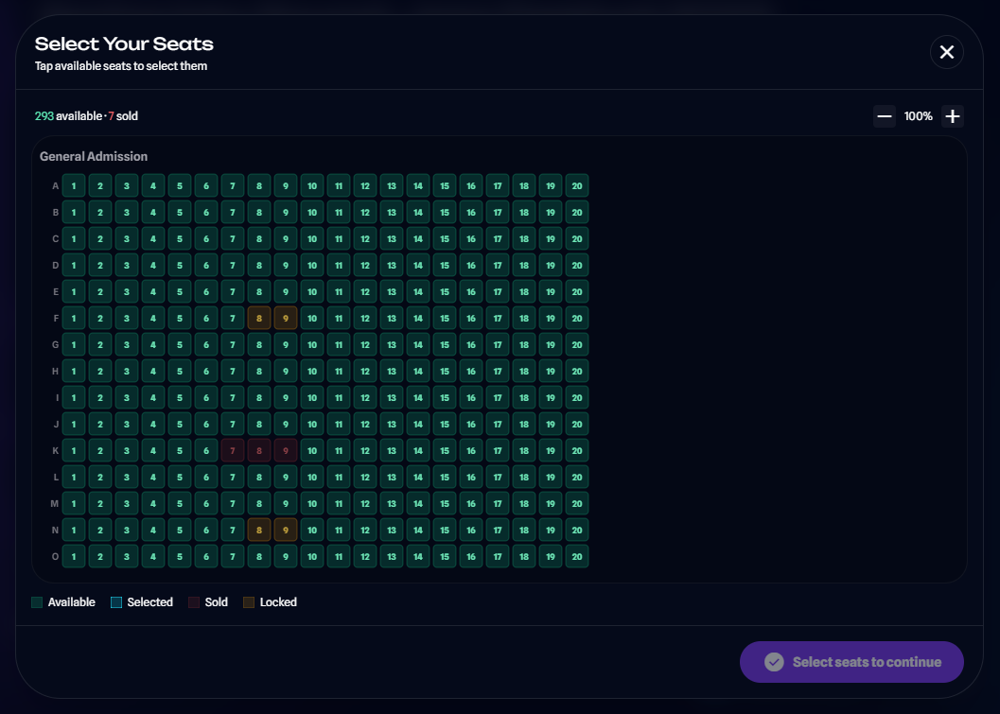 Select Your Seats
Tap available seats to select them
293 available · 7 sold
100%
General Admission
A 1 2 3 4 5 6 7 8 9 10 11 12 13 14 15 16 17 18 19 20
B 1 2 3 4 5 6 7 8 9 10 11 12 13 14 15 16 17 18 19 20
C 1 2 3 4 5 6 7 8 9 10 11 12 13 14 15 16 17 18 19 20
D 1 2 3 4 5 6 7 8 9 10 11 12 13 14 15 16 17 18 19 20
E 1 2 3 4 5 6 7 8 9 10 11 12 13 14 15 16 17 18 19 20
F 1 2 3 4 5 6 7 8 9 10 11 12 13 14 15 16 17 18 19 20
G 1 2 3 4 5 6 7 8 9 10 11 12 13 14 15 16 17 18 19 20
H 1 2 3 4 5 6 7 8 9 10 11 12 13 14 15 16 17 18 19 20
I 1 2 3 4 5 6 7 8 9 10 11 12 13 14 15 16 17 18 19 20
J 1 2 3 4 5 6 7 8 9 10 11 12 13 14 15 16 17 18 19 20
K 1 2 3 4 5 6 7 8 9 10 11 12 13 14 15 16 17 18 19 20
L 1 2 3 4 5 6 7 8 9 10 11 12 13 14 15 16 17 18 19 20
M 1 2 3 4 5 6 7 8 9 10 11 12 13 14 15 16 17 18 19 20
N 1 2 3 4 5 6 7 8 9 10 11 12 13 14 15 16 17 18 19 20
O 1 2 3 4 5 6 7 8 9 10 11 12 13 14 15 16 17 18 19 20
Available Selected Sold Locked
Select seats to continue